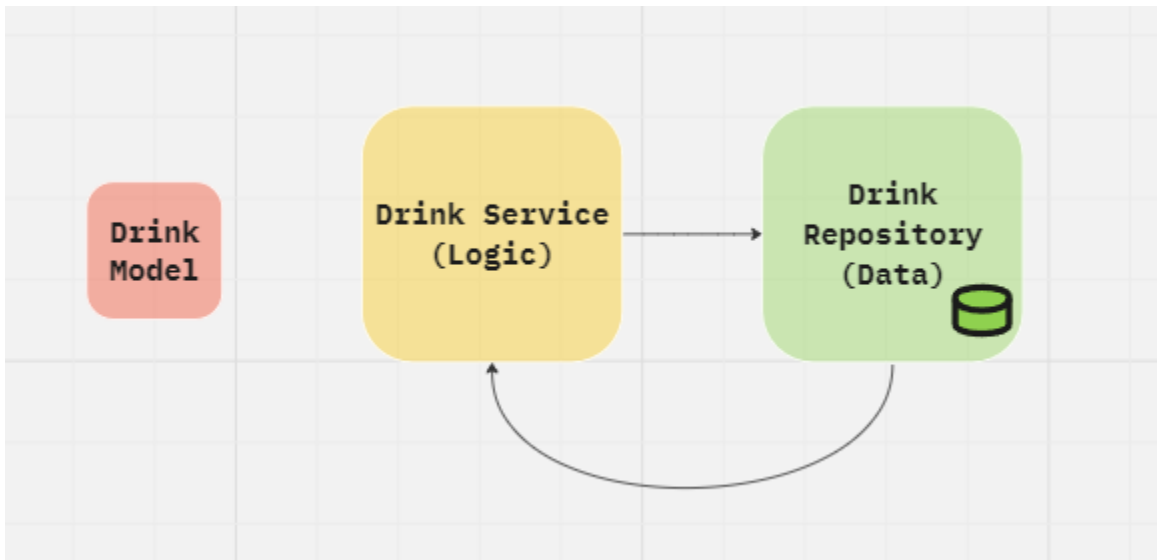 Drink
Model
Drink Service
(Logic)
Drink
Repository
(Data)